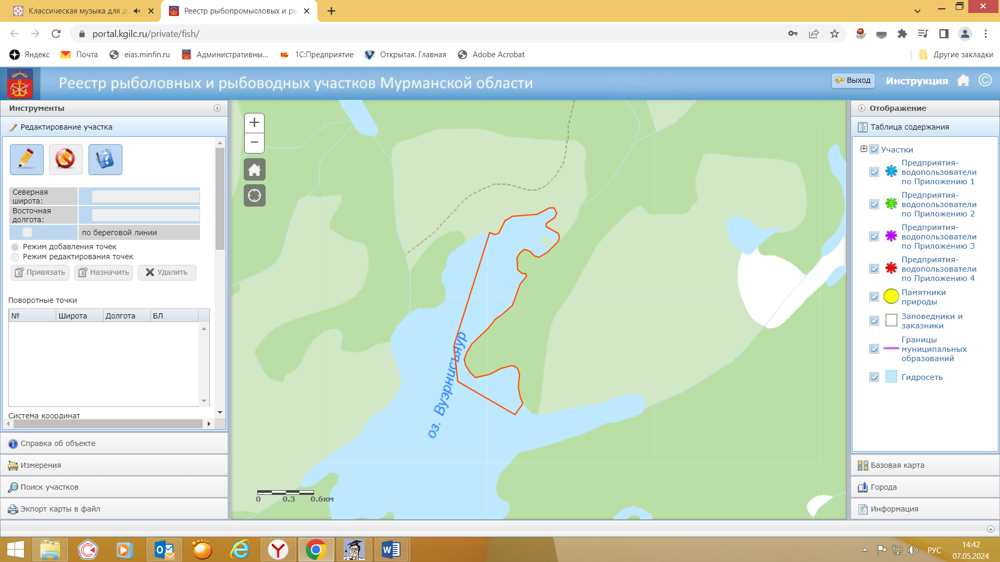 Классическая музыка для д
Реестр рыбопромысловых и ры
portal.kgilc.ru/private/fish/
Яндекс
Почта
eias.minfin.ru
Административны...
1С:Предприятие
Открытая. Главная
Adobe Acrobat
Другие закладки
Реестр рыболовных и рыбоводных участков Мурманской области
Выход
Инструкция
Инструменты
Редактирование участка
Северная
широта:
Восточная
долгота:
по береговой линии
Режим добавления точек
Режим редактирования точек
Привязать
Назначить
Удалить
Поворотные точки
№
Широта
Долгота
БЛ
Система координат
Справка об объекте
Измерения
Поиск участков
Экспорт карты в файл
+
−
оз. Вуэрнисъяур
0
0.3
0.6км
Отображение
Таблица содержания
Участки
Предприятия-
водопользователи
по Приложению 1
Предприятия-
водопользователи
по Приложению 2
Предприятия-
водопользователи
по Приложению 3
Предприятия-
водопользователи
по Приложению 4
Памятники
природы
Заповедники и
заказники
Границы
муниципальных
образований
Гидросеть
Базовая карта
Города
Информация
РУС
14:42
07.05.2024